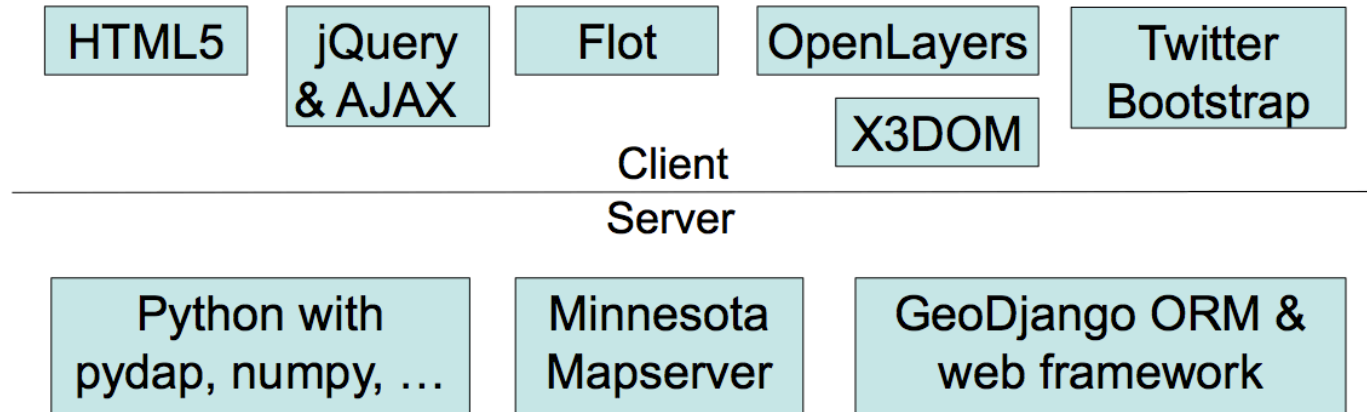 HTML5
jQuery
& AJAX
Flot
OpenLayers
X3DOM
Twitter
Bootstrap
Client
Server
Python with
pydap, numpy, …
Minnesota
Mapserver
GeoDjango ORM &
web framework